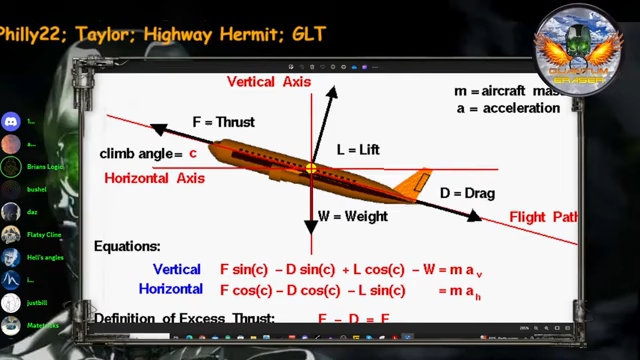 Philly22; Taylor; Highway Hermit; GLT
Vertical Axis
m = aircraft mas
a = acceleration
F = Thrust
L = Lift
climb angle = c
Horizontal Axis
D = Drag
W = Weight
Flight Path
Equations:
Vertical F sin(c) – D sin(c) + L cos(c) – W = m a v
Horizontal F cos(c) – D cos(c) – L sin(c) = m a h
Definition of Excess Thrust: F – D = F
Brians Logic
bushel
daz
Flatsy Cline
Hell's angles
justbill